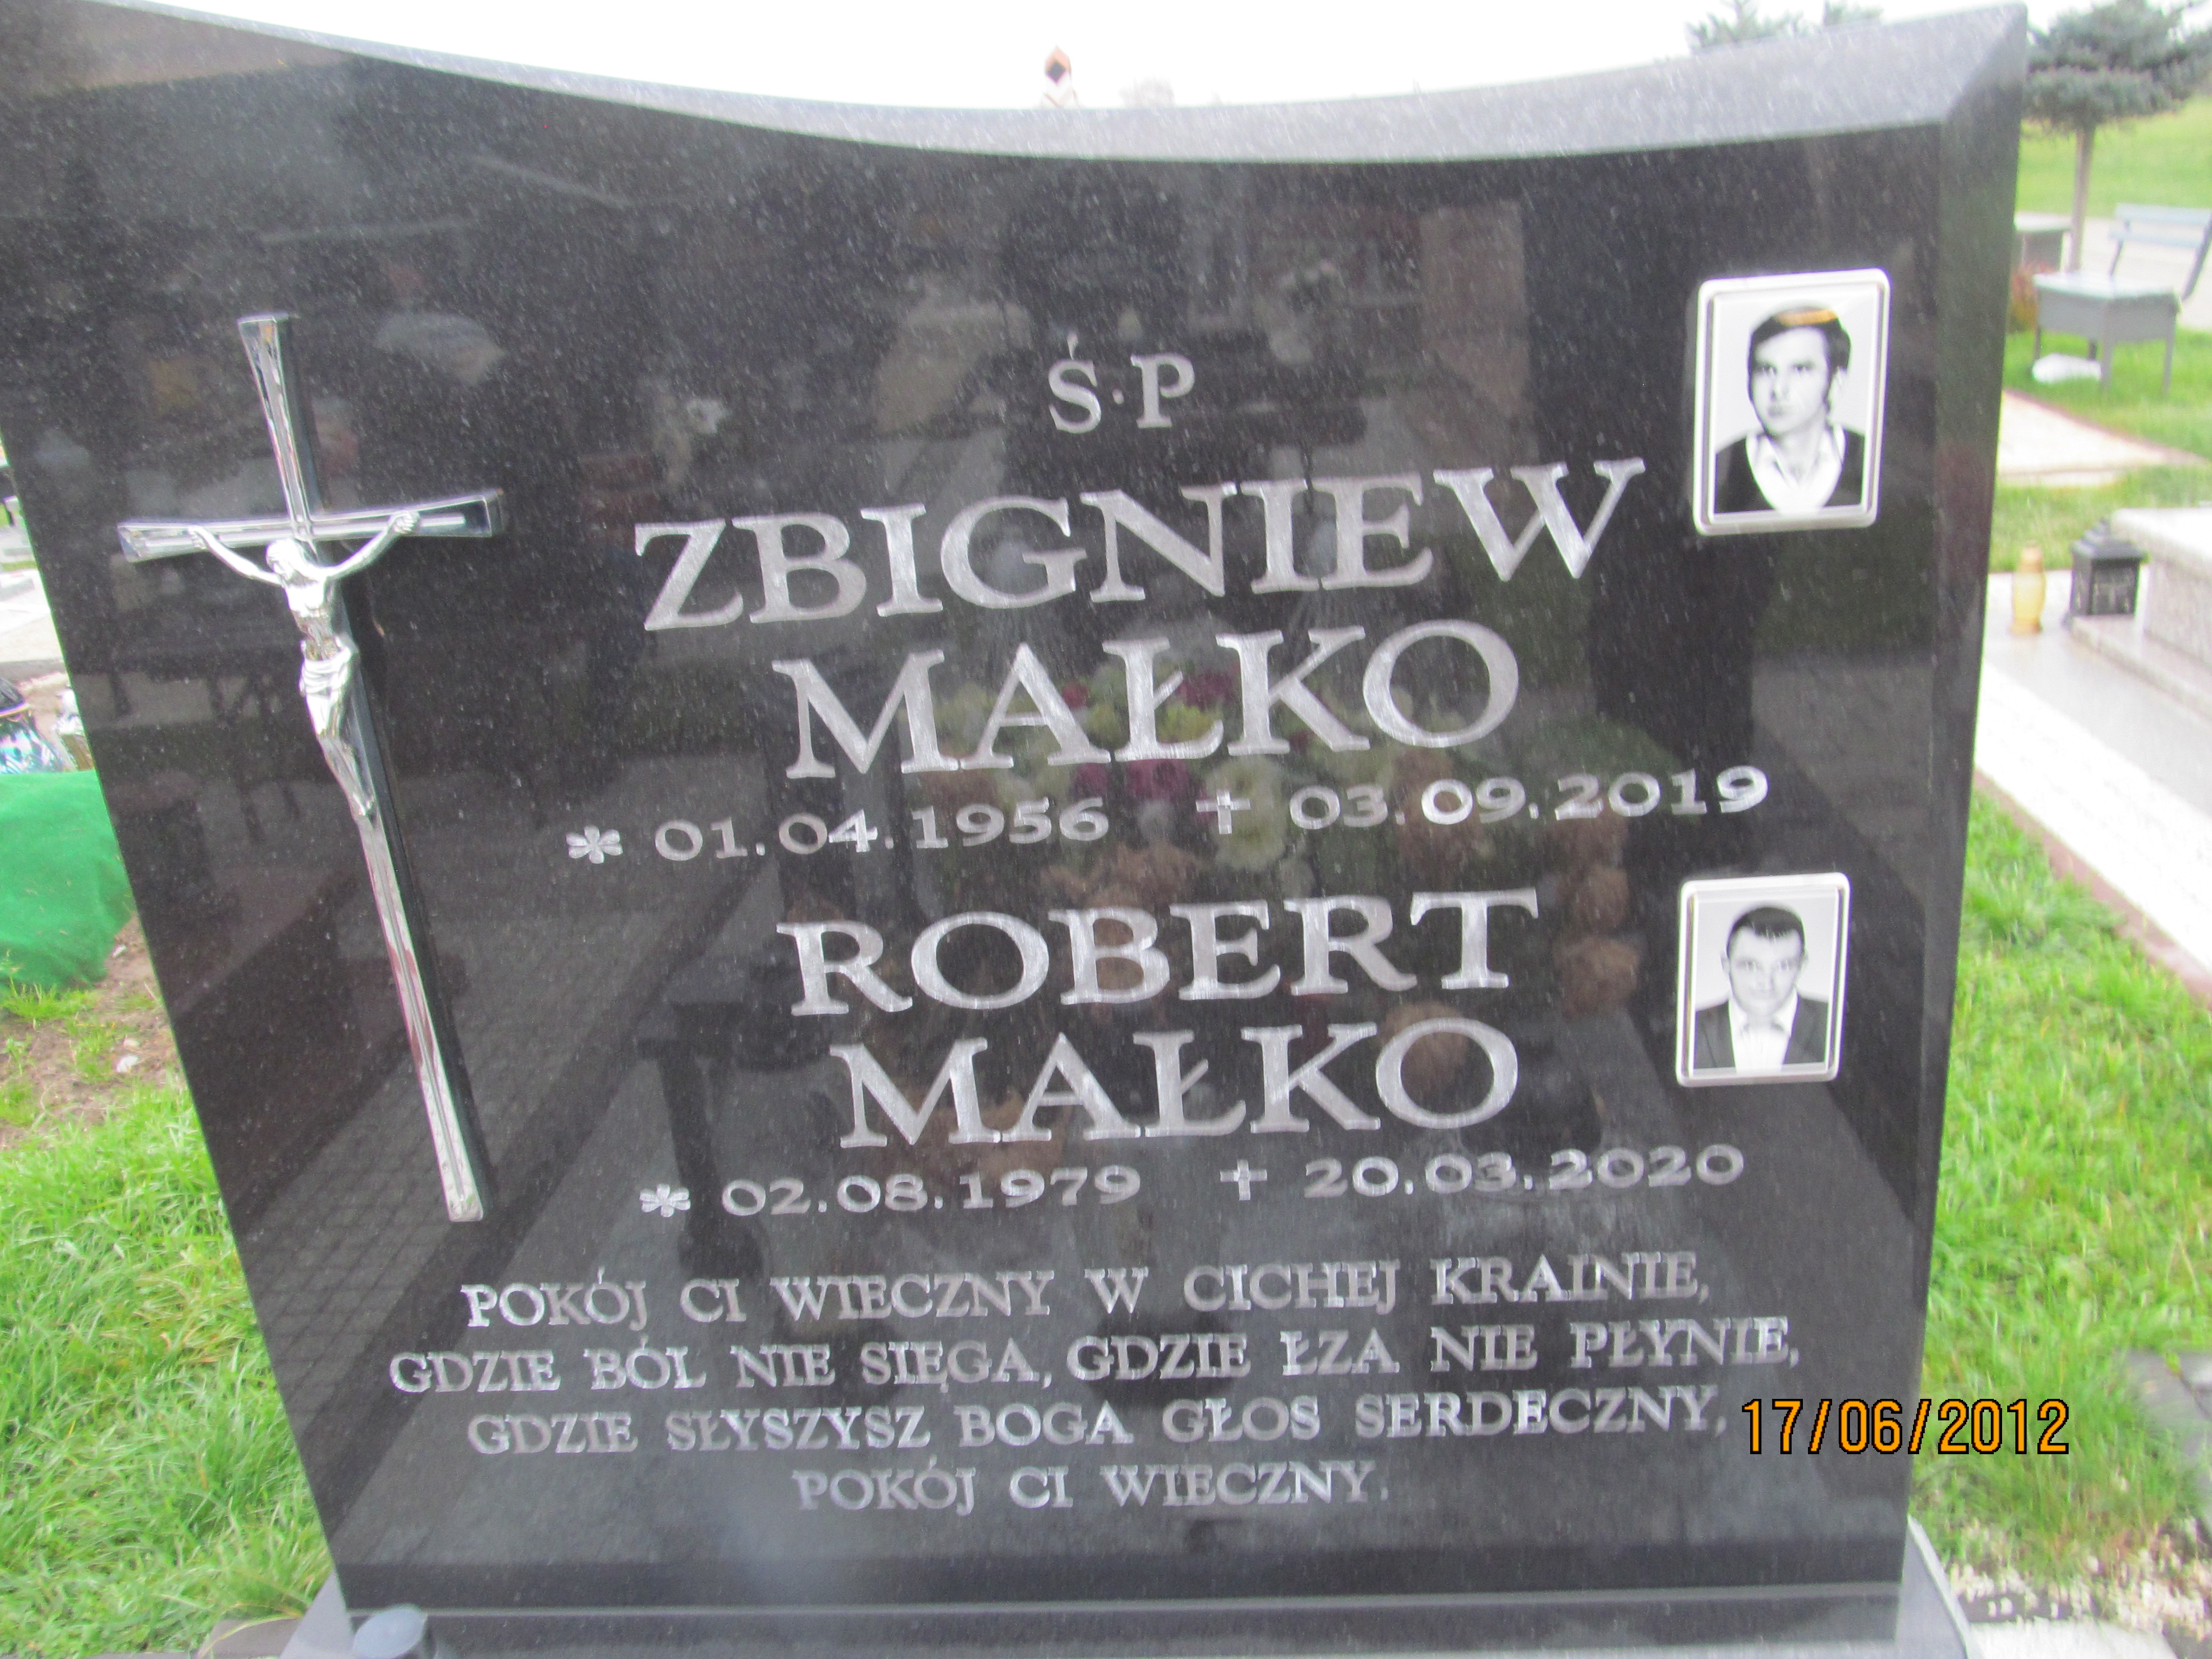 Ś.P
ZBIGNIEW
MAŁKO
* 01.04.1956 ✝ 03.09.2019
ROBERT
MAŁKO
* 02.08.1979 ✝ 20.03.2020
POKÓJ CI WIECZNY W CICHEJ KRAINIE,
GDZIE BÓL NIE SIĘGA, GDZIE ŁZA NIE PŁYNIE,
GDZIE SŁYSZYSZ BOGA GŁOS SERDECZNY,
POKÓJ CI WIECZNY.
17/06/2012